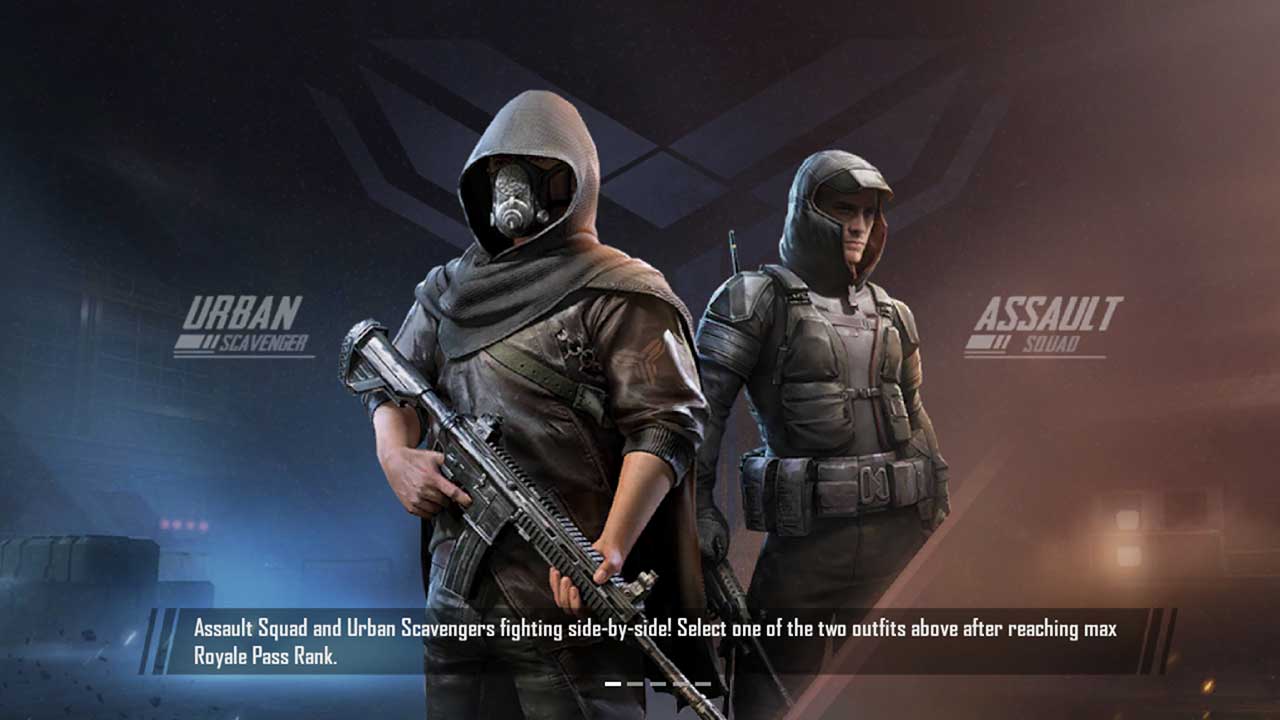 URBAN
SCAVENGER
ASSAULT
SQUAD
Assault Squad and Urban Scavengers fighting side-by-side! Select one of the two outfits above after reaching max
Royale Pass Rank.